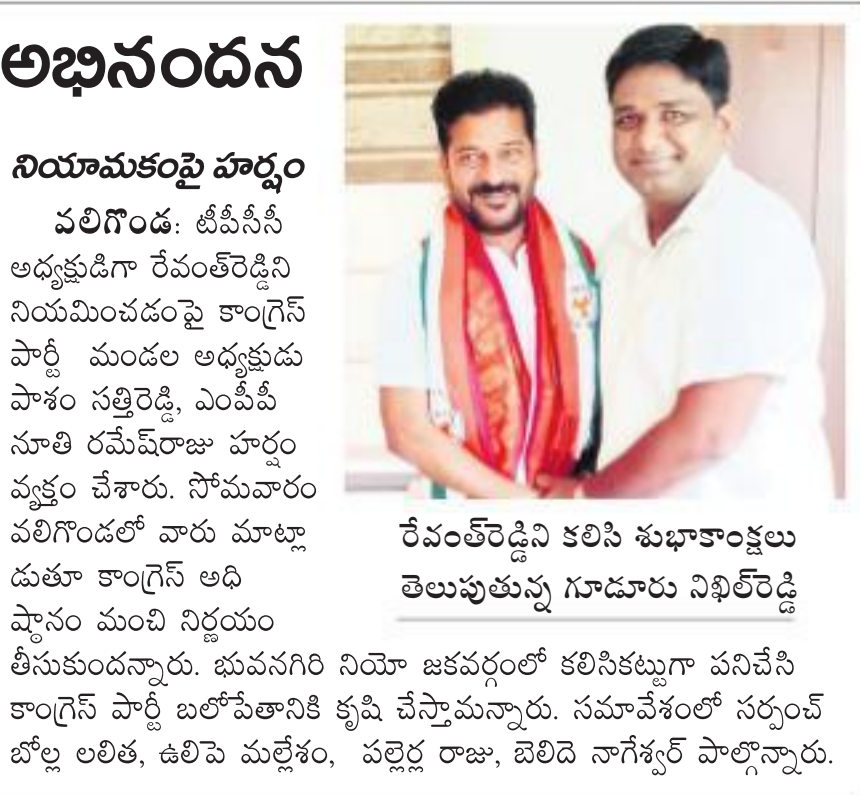 అభినందన
నియామకంపై హర్షం
వలిగొండ: టీపీసీసీ
అధ్యక్షుడిగా రేవంత్‌రెడ్డిని
నియమించడంపై కాంగ్రెస్
పార్టీ మండల అధ్యక్షుడు
పాశం సత్తిరెడ్డి, ఎంపీపీ
నూతి రమేష్‌రాజు హర్షం
వ్యక్తం చేశారు. సోమవారం
వలిగొండలో వారు మాట్లా
డుతూ కాంగ్రెస్ అధి
ష్ఠానం మంచి నిర్ణయం
తీసుకుందన్నారు. భువనగిరి నియో జకవర్గంలో కలిసికట్టుగా పనిచేసి
కాంగ్రెస్ పార్టీ బలోపేతానికి కృషి చేస్తామన్నారు. సమావేశంలో సర్పంచ్
బోల్ల లలిత, ఉలిపె మల్లేశం, పల్లెర్ల రాజు, బెలిదె నాగేశ్వర్ పాల్గొన్నారు.
రేవంత్‌రెడ్డిని కలిసి శుభాకాంక్షలు
తెలుపుతున్న గూడూరు నిఖిల్‌రెడ్డి